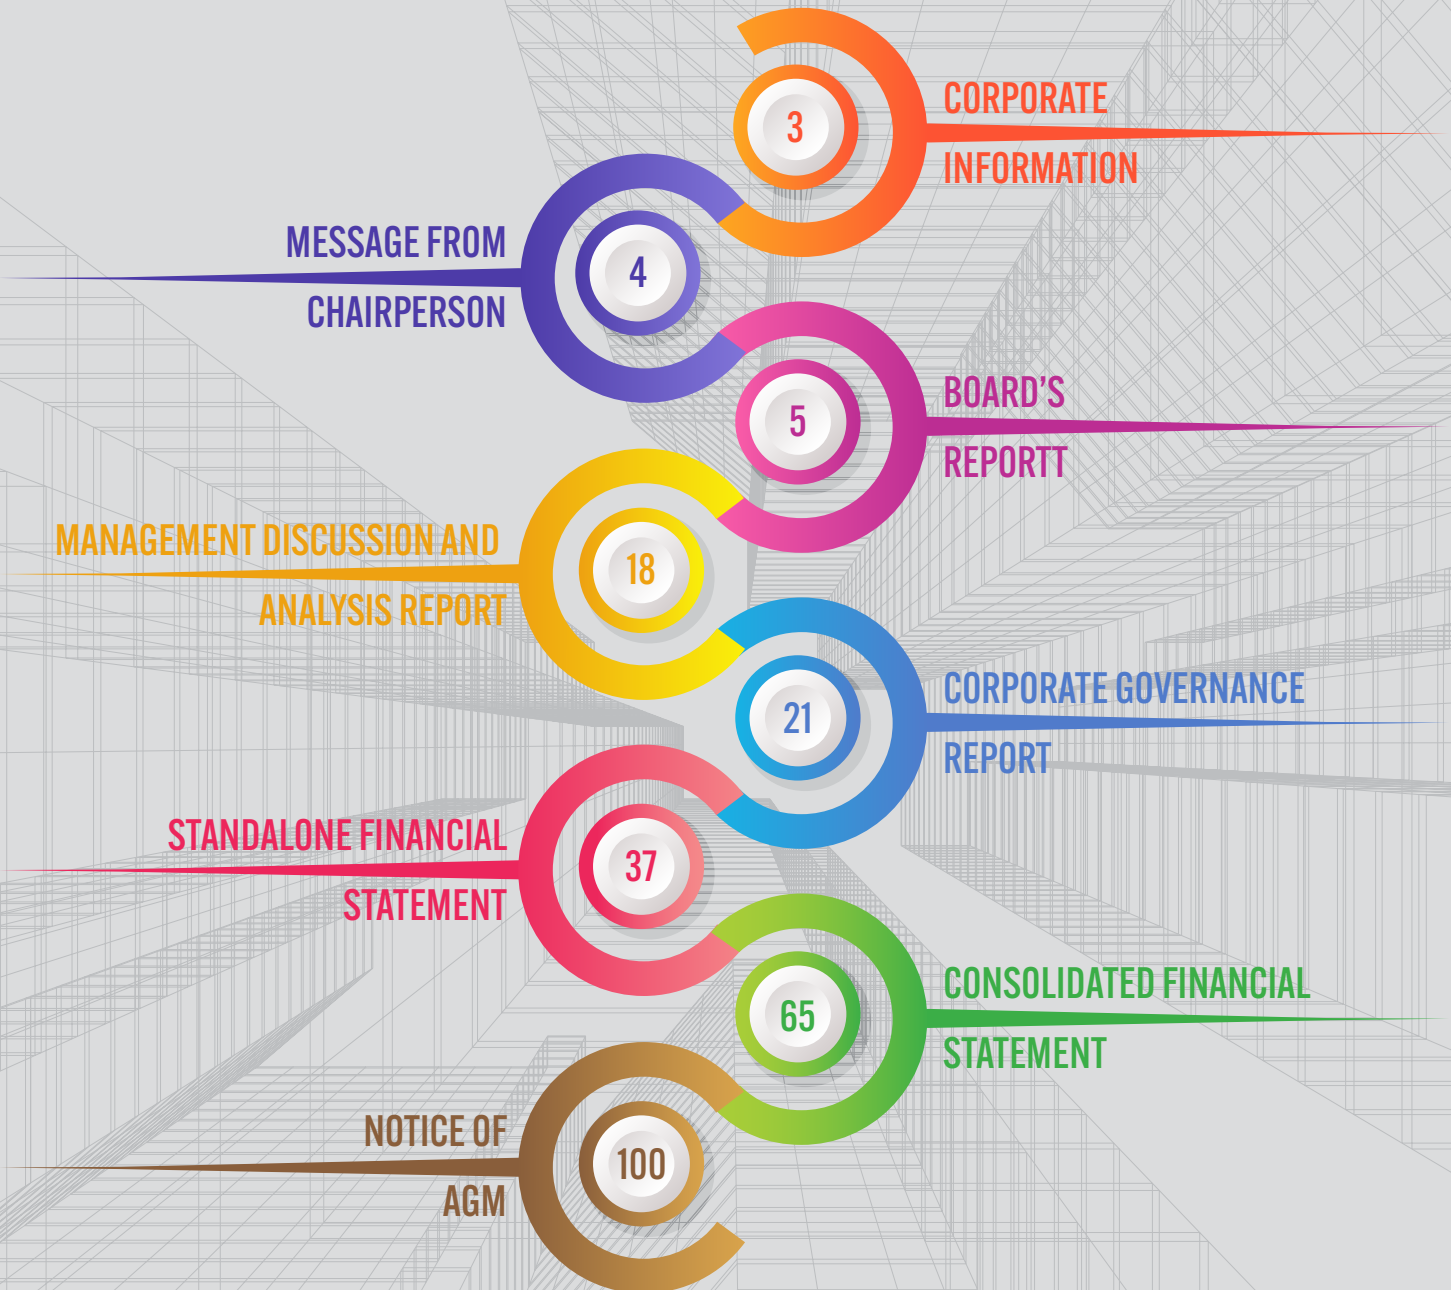 3
CORPORATE
INFORMATION
MESSAGE FROM
CHAIRPERSON
4
5
BOARD'S
REPORTT
MANAGEMENT DISCUSSION AND
ANALYSIS REPORT
18
21
CORPORATE GOVERNANCE
REPORT
STANDALONE FINANCIAL
STATEMENT
37
65
CONSOLIDATED FINANCIAL
STATEMENT
NOTICE OF
AGM
100